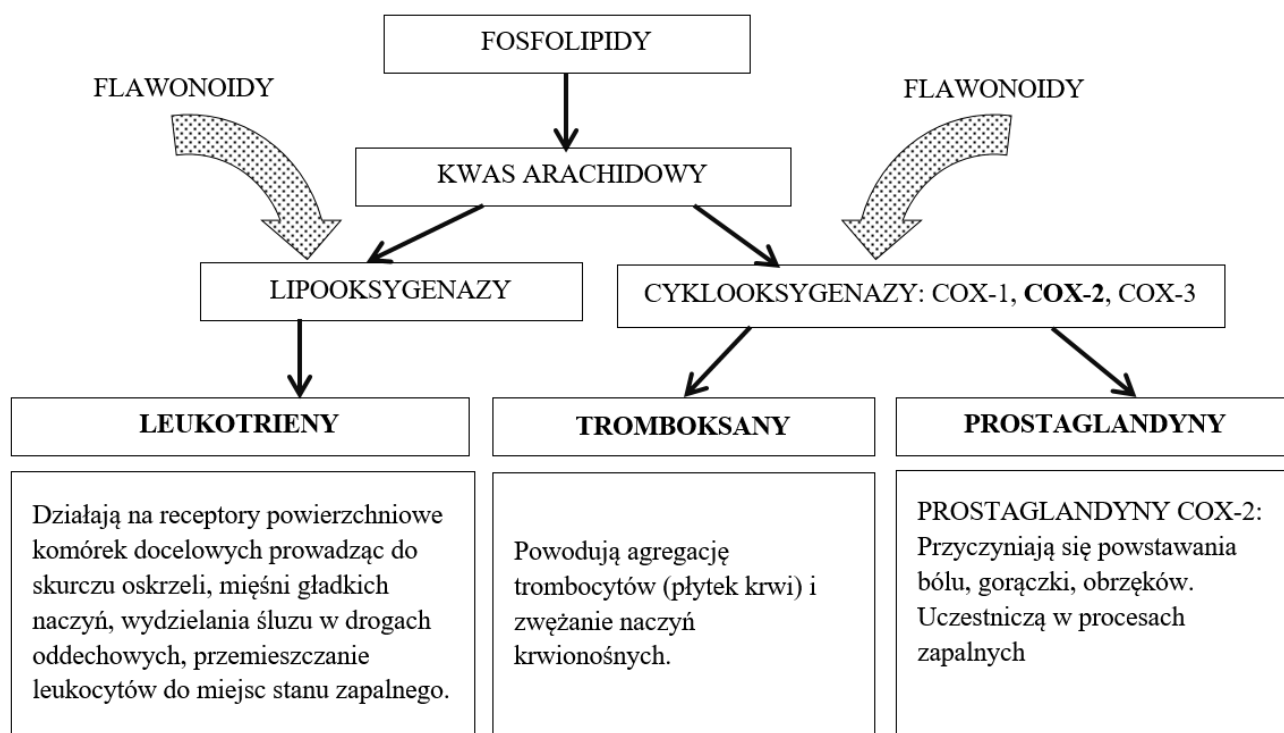 FOSFOLIPIDY
FLAWONOIDY
FLAWONOIDY
KWAS ARACHIDOWY
LIPOOKSYGENAZY
CYKLOOKSYGENAZY: COX-1, COX-2, COX-3
LEUKOTRIENY
TROMBOKSANY
PROSTAGLANDYNY
Działają na receptory powierzchniowe
komórek docelowych prowadząc do
skurczu oskrzeli, mięśni gładkich
naczyń, wydzielania śluzu w drogach
oddechowych, przemieszczanie
leukocytów do miejsc stanu zapalnego.
Powodują agregację
trombocytów (płytek krwi) i
zwężanie naczyń
krwionośnych.
PROSTAGLANDYNY COX-2:
Przyczyniają się powstawania
bólu, gorączki, obrzęków.
Uczestniczą w procesach
zapalnych